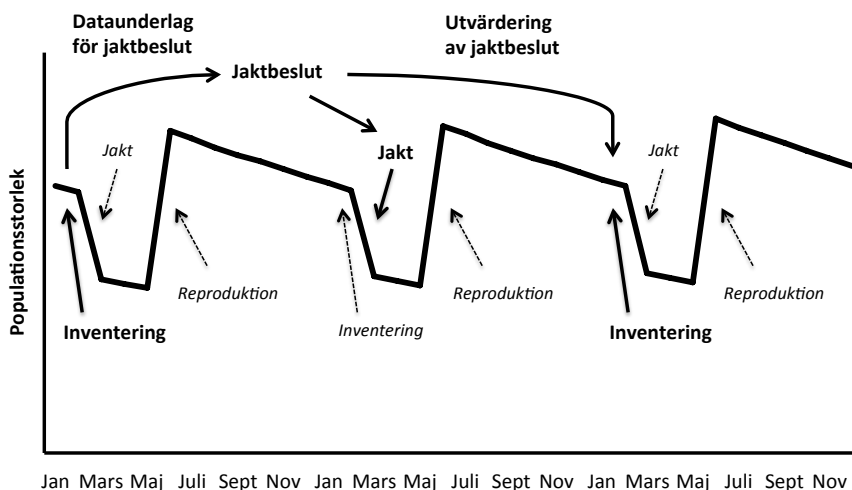 Dataunderlag
för jaktbeslut
Utvärdering
av jaktbeslut
Jaktbeslut
Jakt
Jakt
Jakt
Populationsstorlek
Reproduktion
Reproduktion
Reproduktion
Inventering
Inventering
Inventering
Jan Mars Maj Juli Sept Nov Jan Mars Maj Juli Sept Nov Jan Mars Maj Juli Sept Nov